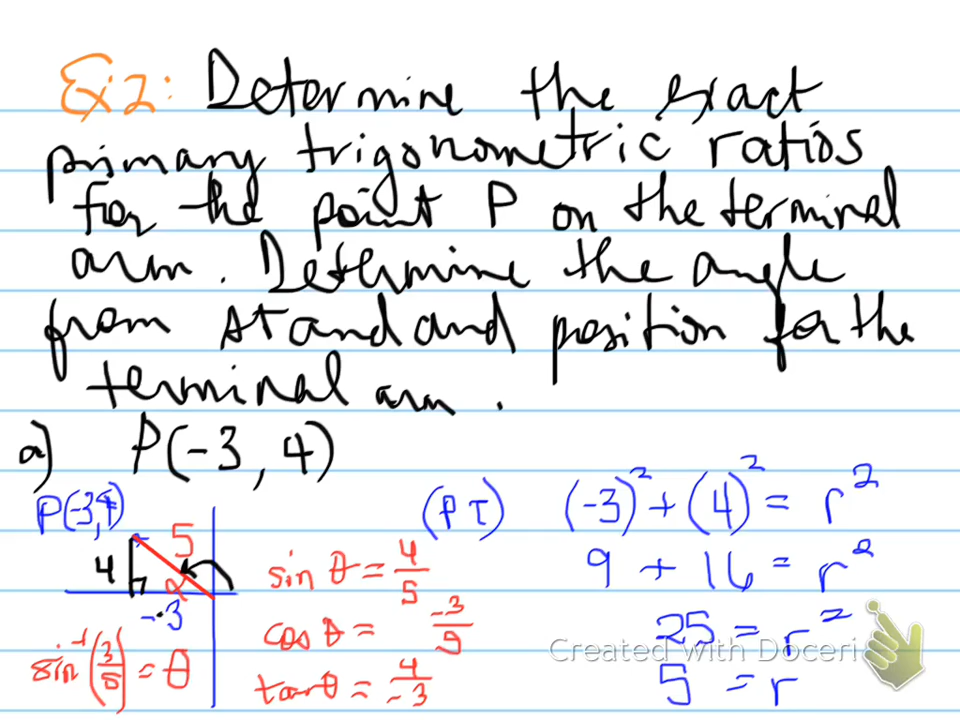 Ex 2: Determine the exact
primary trigonometric ratios
for the point P on the terminal
arm. Determine the angle
from standard position for the
terminal arm.
a) P(-3, 4)
P(-3,4)
5
4
α
-3
sin⁻¹(3/5) = θ
sin θ = 4/5
cos θ = -3/5
tan θ = 4/-3
(PT) (-3)² + (4)² = r²
9 + 16 = r²
25 = r²
5 = r
Created with Doceri